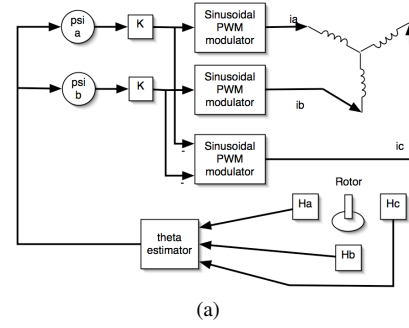 psi
a
K
Sinusoidal
PWM
modulator
ia
psi
b
K
Sinusoidal
PWM
modulator
ib
-
-
Sinusoidal
PWM
modulator
ic
Rotor
Ha
Hc
theta
estimator
Hb
(a)